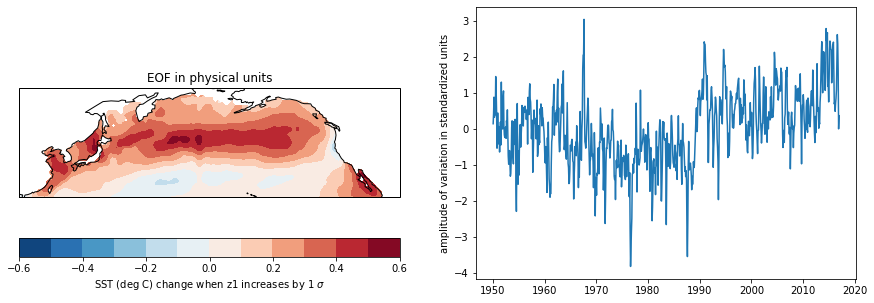 EOF in physical units
−0.6 −0.4 −0.2 0.0 0.2 0.4 0.6
SST (deg C) change when z1 increases by 1 σ
amplitude of variation in standardized units
3
2
1
0
−1
−2
−3
−4
1950 1960 1970 1980 1990 2000 2010 2020